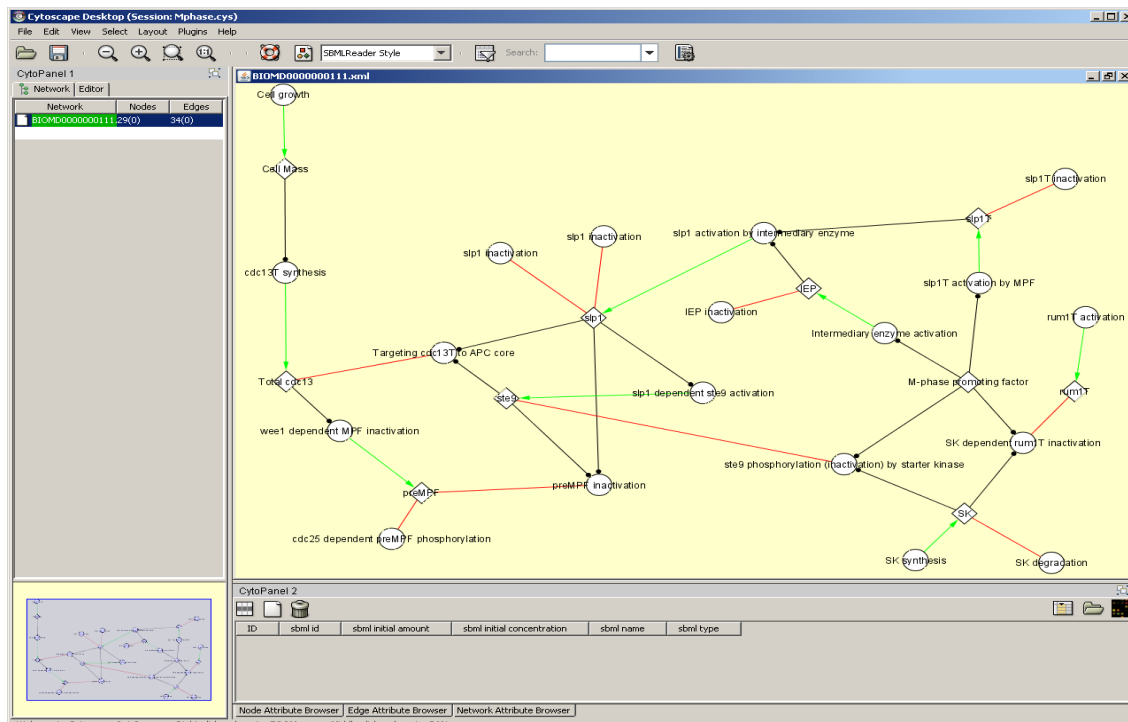 Cytoscape Desktop (Session: Mphase.cys)
File Edit View Select Layout Plugins Help
SBMLReader Style
Search:
CytoPanel 1
Network Editor
Network Nodes Edges
BIOMD0000000111. 29(0) 34(0)
BIOMD0000000111.xml
Cell growth
Cell Mass
slp1T inactivation
slp1T
slp1 inactivation
slp1 activation by intermediary enzyme
slp1 inactivation
cdc13T synthesis
IEP
slp1T activation by MPF
IEP inactivation
slp1
rum1T activation
Intermediary enzyme activation
Targeting cdc13T to APC core
Total cdc13
M-phase promoting factor
slp1 dependent ste9 activation
rum1T
ste9
wee1 dependent MPF inactivation
SK dependent rum1T inactivation
ste9 phosphorylation (inactivation) by starter kinase
preMPF inactivation
preMPF
SK
cdc25 dependent preMPF phosphorylation
SK synthesis
SK degradation
CytoPanel 2
ID sbml id sbml initial amount sbml initial concentration sbml name sbml type
Node Attribute Browser Edge Attribute Browser Network Attribute Browser